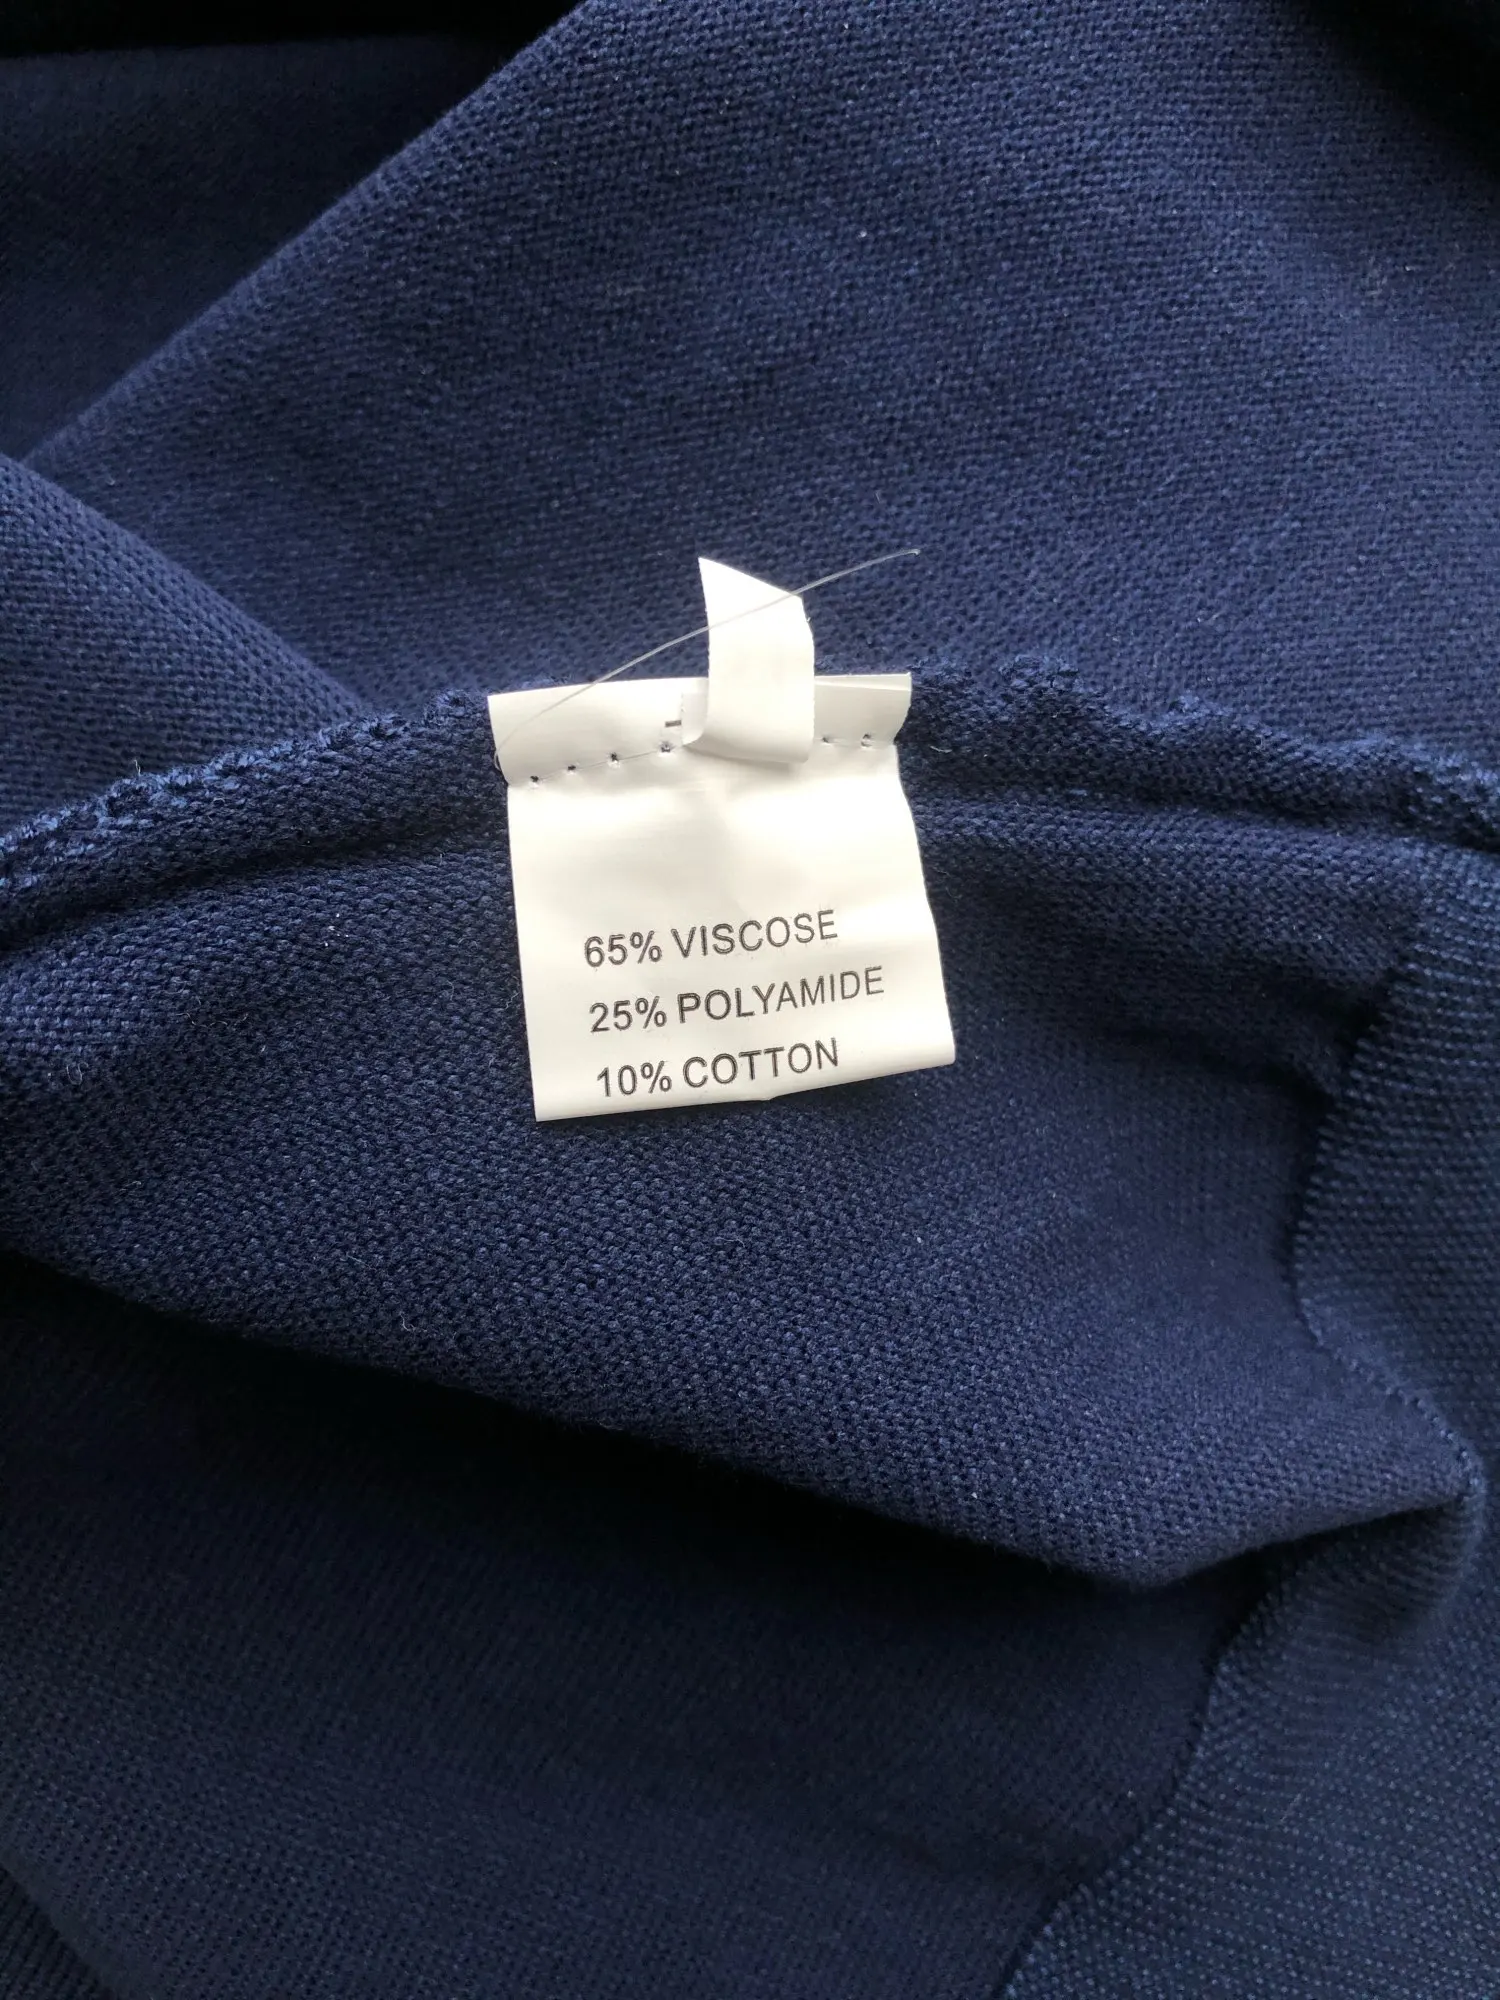 65% VISCOSE
25% POLYAMIDE
10% COTTON